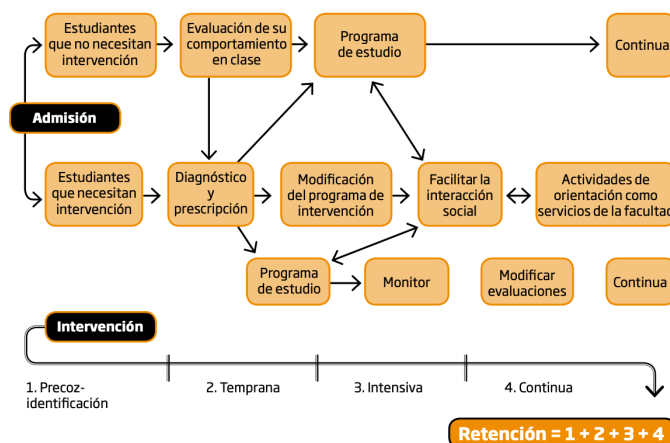 Estudiantes
que no necesitan
intervención
Evaluación de su
comportamiento
en clase
Programa
de estudio
Continua
Admisión
Estudiantes
que necesitan
intervención
Diagnóstico
y
prescripción
Modificación
del programa de
intervención
Facilitar la
interacción
social
Actividades de
orientación como
servicios de la facultad
Programa
de estudio
Monitor
Modificar
evaluaciones
Continua
Intervención
1. Precoz-
identificación
2. Temprana
3. Intensiva
4. Continua
Retención = 1 + 2 + 3 + 4